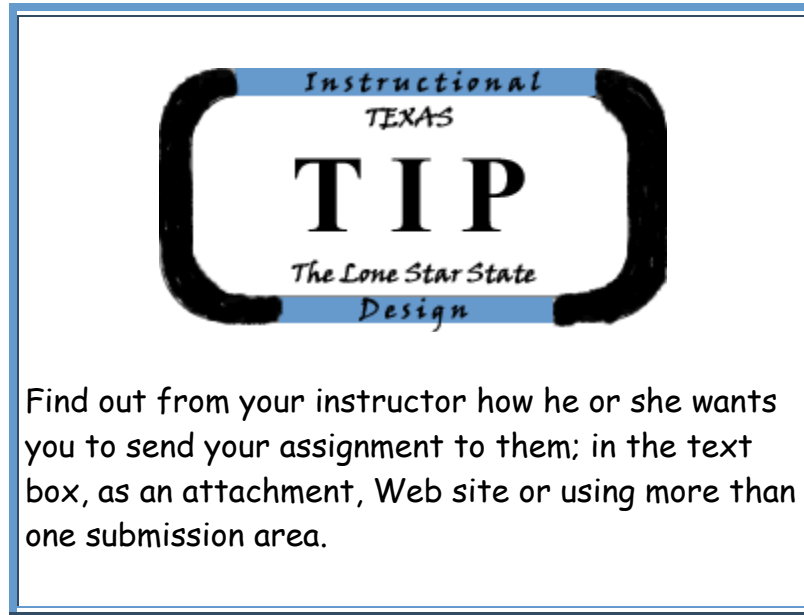 Instructional
TEXAS
TIP
The Lone Star State
Design
Find out from your instructor how he or she wants
you to send your assignment to them; in the text
box, as an attachment, Web site or using more than
one submission area.